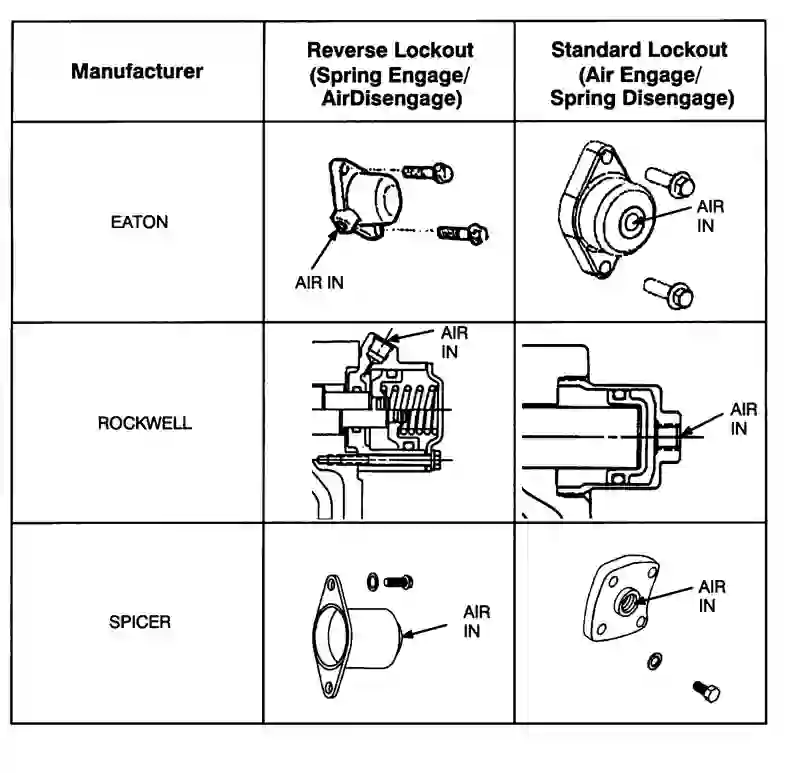 Manufacturer
Reverse Lockout
(Spring Engage/
AirDisengage)
Standard Lockout
(Air Engage/
Spring Disengage)
EATON
AIR IN
AIR
IN
ROCKWELL
AIR
IN
AIR
IN
SPICER
AIR
IN
AIR
IN